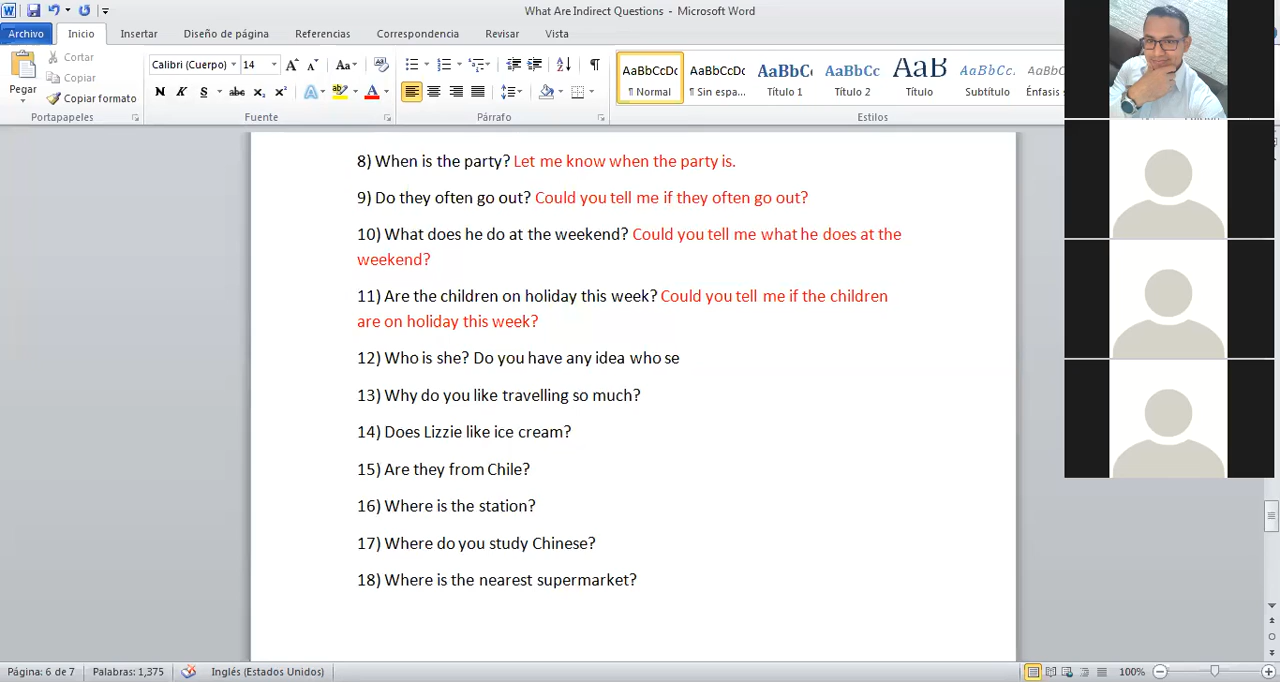 What Are Indirect Questions - Microsoft Word
Archivo Inicio Insertar Diseño de página Referencias Correspondencia Revisar Vista
Pegar
Cortar
Copiar
Copiar formato
Portapapeles
Calibri (Cuerpo) 14
N K S abc
Fuente
Párrafo
AaBbCcDc AaBbCcDc AaBbC AaBbCc AaB AaBbCc AaBbCc
¶ Normal ¶ Sin espa... Título 1 Título 2 Título Subtítulo Énfasis s
Estilos
8) When is the party? Let me know when the party is.
9) Do they often go out? Could you tell me if they often go out?
10) What does he do at the weekend? Could you tell me what he does at the
weekend?
11) Are the children on holiday this week? Could you tell me if the children
are on holiday this week?
12) Who is she? Do you have any idea who se
13) Why do you like travelling so much?
14) Does Lizzie like ice cream?
15) Are they from Chile?
16) Where is the station?
17) Where do you study Chinese?
18) Where is the nearest supermarket?
Página: 6 de 7 Palabras: 1,375 Inglés (Estados Unidos) 100%